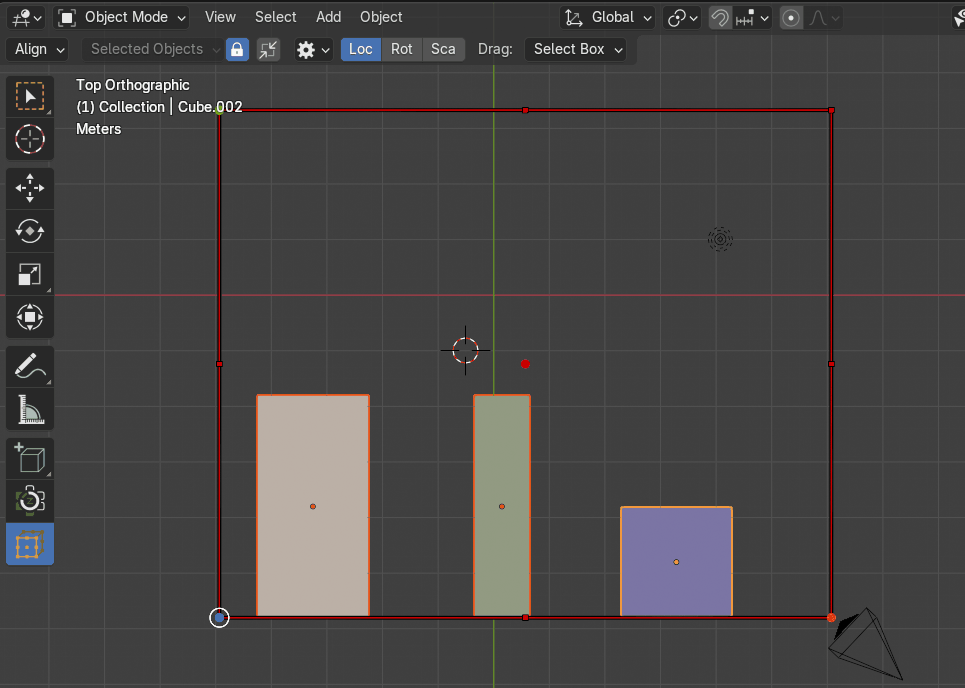 Object Mode View Select Add Object Global
Align Selected Objects Loc Rot Sca Drag: Select Box
Top Orthographic
(1) Collection | Cube.002
Meters